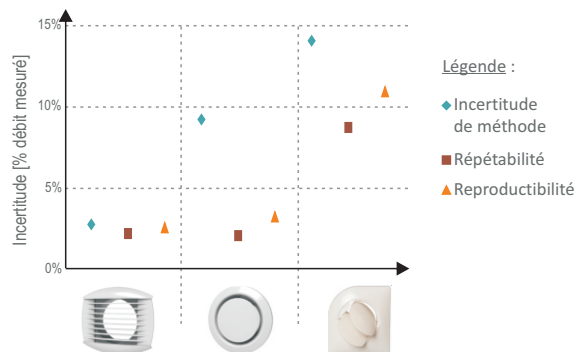 15%
10%
5%
0%
Incertitude [% débit mesuré]
Légende :
Incertitude
de méthode
Répétabilité
Reproductibilité